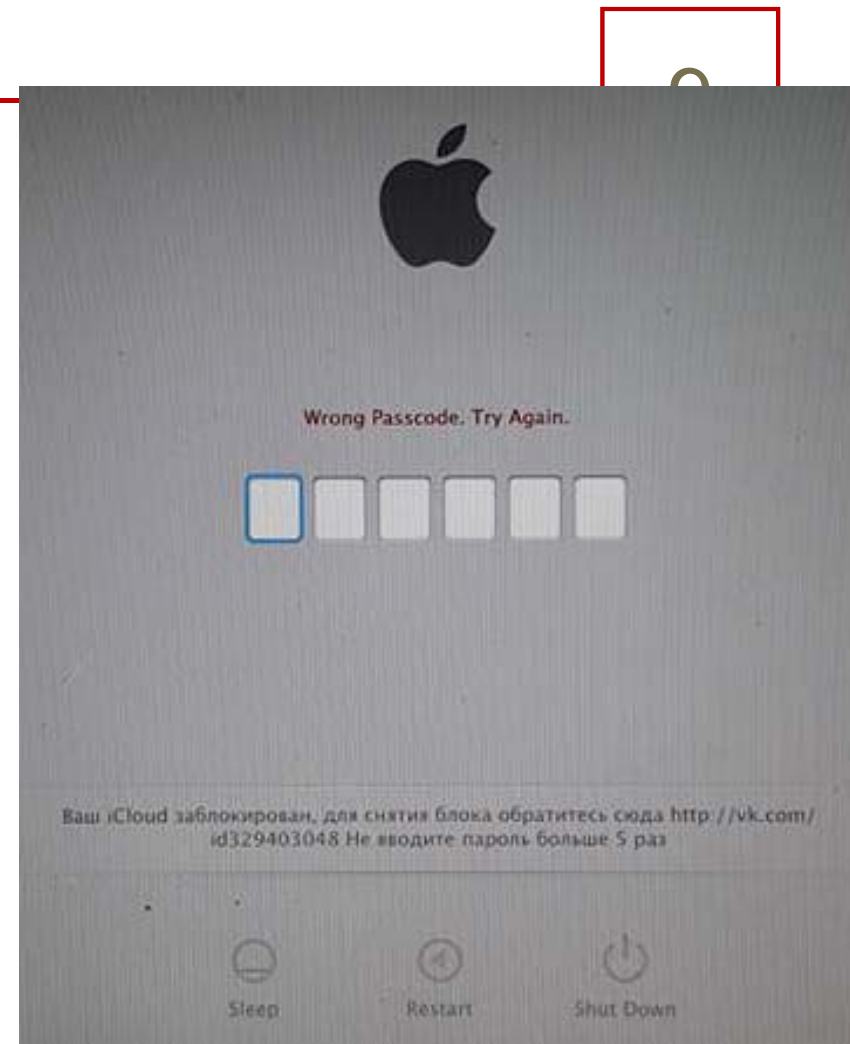 Wrong Passcode. Try Again.
Ваш iCloud заблокирован, для снятия блока обратитесь сюда http://vk.com/
id329403048 Не вводите пароль больше 5 раз
Sleep
Restart
Shut Down